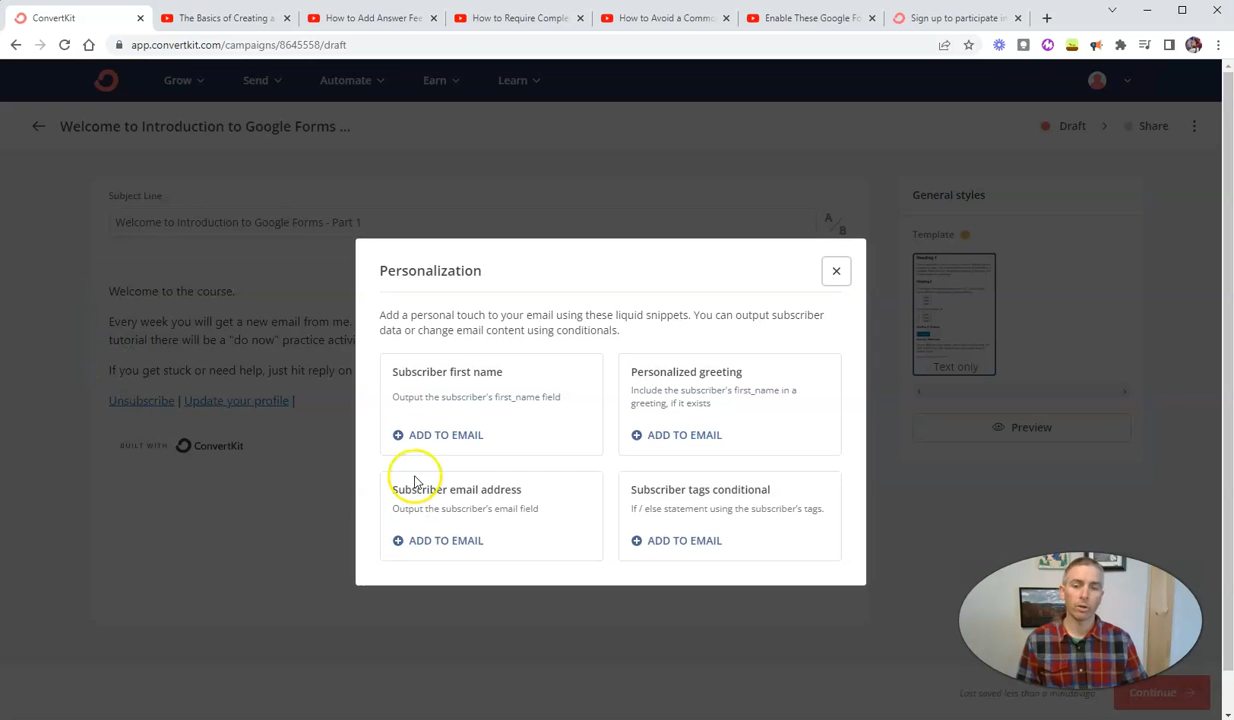 ConvertKit
The Basics of Creating a
How to Add Answer Fee
How to Require Comple
How to Avoid a Commo
Enable These Google Fo
Sign up to participate in
app.convertkit.com/campaigns/8645558/draft
Grow
Send
Automate
Earn
Learn
Welcome to Introduction to Google Forms ...
Draft
Share
Subject Line
Welcome to Introduction to Google Forms - Part 1
A/B
Welcome to the course.
Every week you will get a new email from me.
tutorial there will be a "do now" practice activi
If you get stuck or need help, just hit reply on
Unsubscribe | Update your profile |
BUILT WITH ConvertKit
General styles
Template
Text only
Preview
Personalization
Add a personal touch to your email using these liquid snippets. You can output subscriber
data or change email content using conditionals.
Subscriber first name
Output the subscriber's first_name field
ADD TO EMAIL
Personalized greeting
Include the subscriber's first_name in a
greeting, if it exists
ADD TO EMAIL
Subscriber email address
Output the subscriber's email field
ADD TO EMAIL
Subscriber tags conditional
If / else statement using the subscriber's tags.
ADD TO EMAIL
Last saved less than a minute ago
Continue